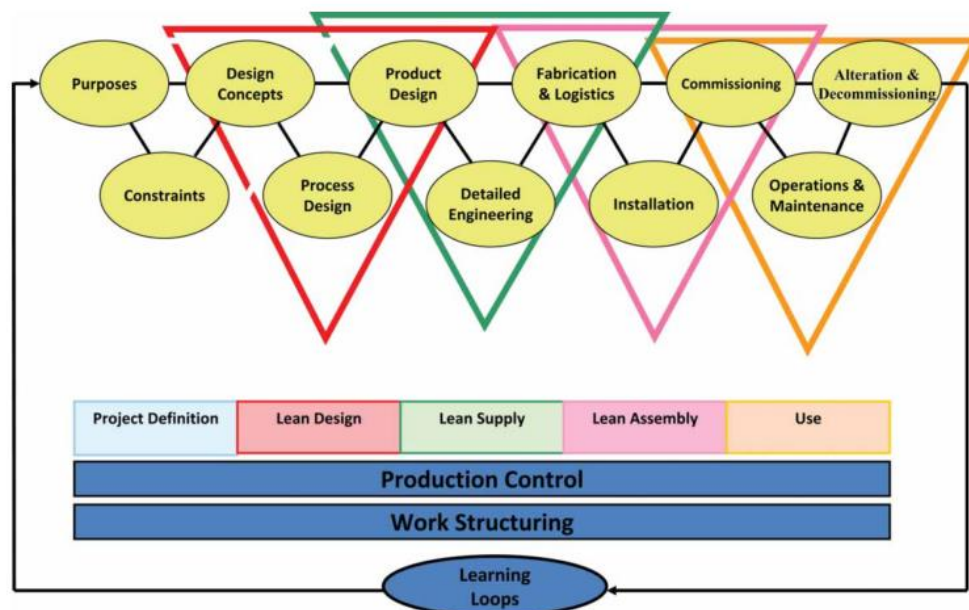 Purposes
Design
Concepts
Product
Design
Fabrication
& Logistics
Commissioning
Alteration &
Decommissioning
Constraints
Process
Design
Detailed
Engineering
Installation
Operations &
Maintenance
Project Definition
Lean Design
Lean Supply
Lean Assembly
Use
Production Control
Work Structuring
Learning
Loops